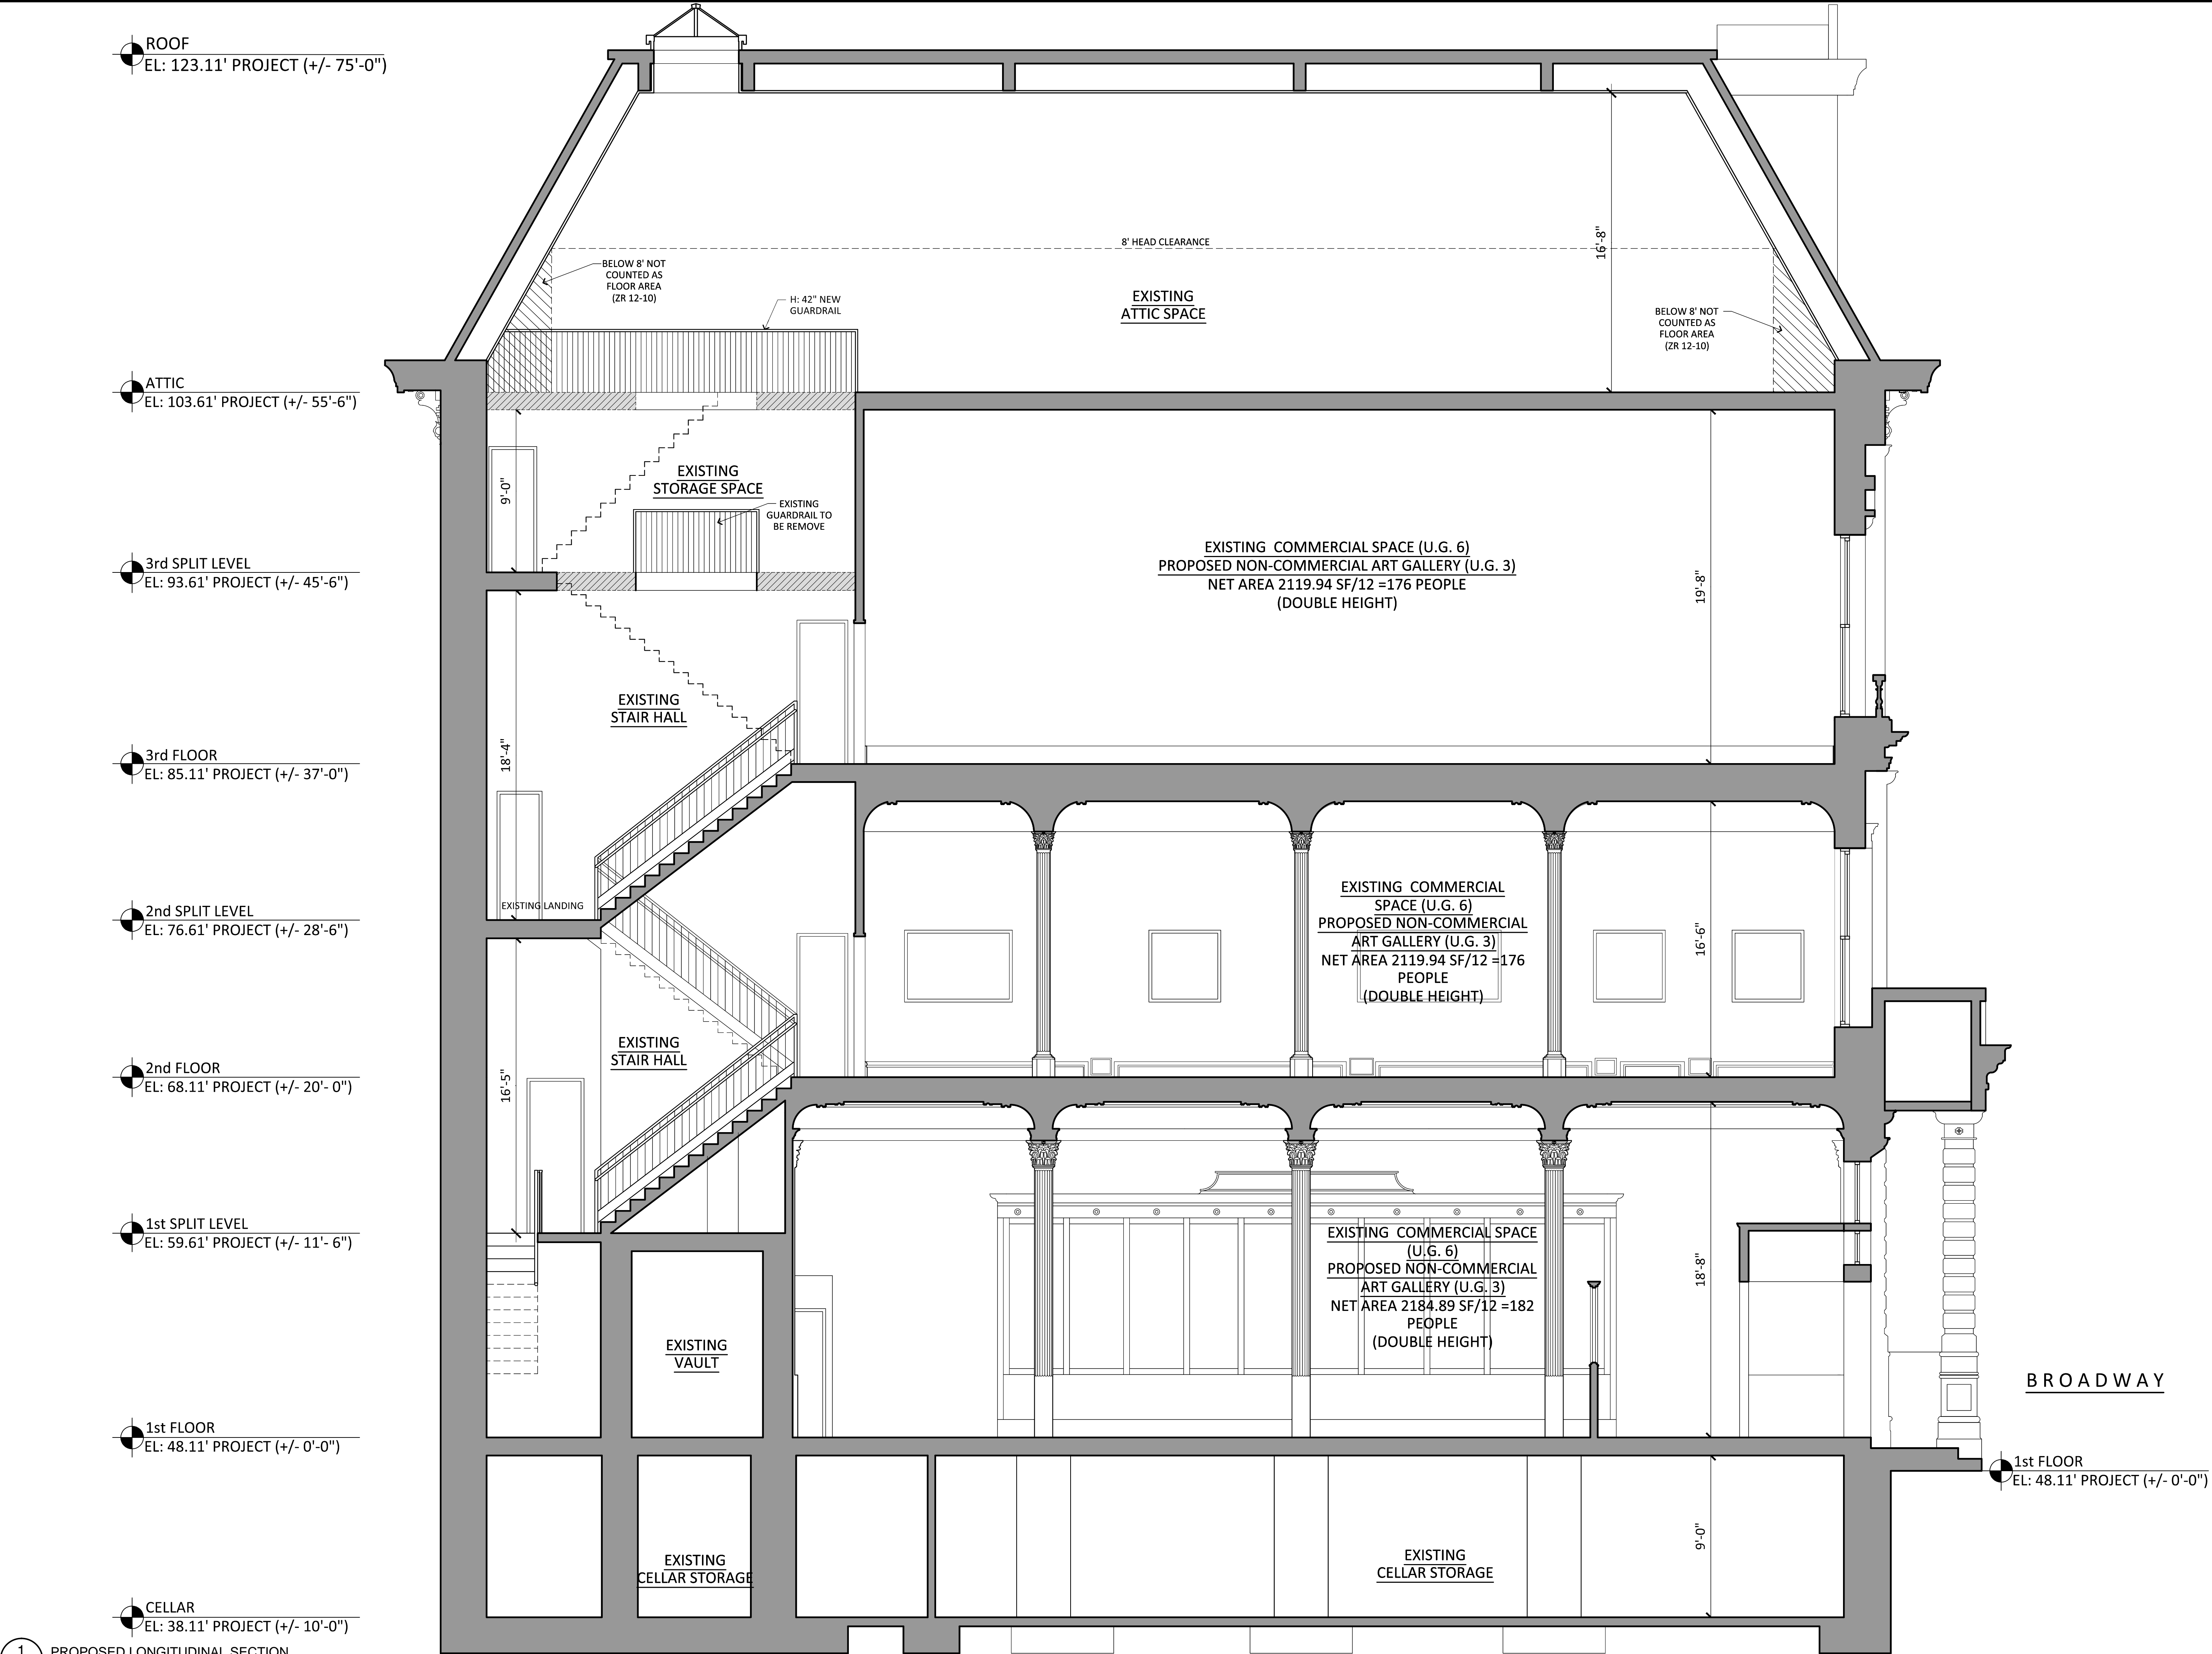 ROOF
EL: 123.11' PROJECT (+/- 75'-0")
8' HEAD CLEARANCE
16'-8"
BELOW 8' NOT
COUNTED AS
FLOOR AREA
(ZR 12-10)
H: 42" NEW
GUARDRAIL
EXISTING
ATTIC SPACE
BELOW 8' NOT
COUNTED AS
FLOOR AREA
(ZR 12-10)
ATTIC
EL: 103.61' PROJECT (+/- 55'-6")
9'-0"
EXISTING
STORAGE SPACE
EXISTING
GUARDRAIL TO
BE REMOVE
3rd SPLIT LEVEL
EL: 93.61' PROJECT (+/- 45'-6")
EXISTING COMMERCIAL SPACE (U.G. 6)
PROPOSED NON-COMMERCIAL ART GALLERY (U.G. 3)
NET AREA 2119.94 SF/12 =176 PEOPLE
(DOUBLE HEIGHT)
19'-8"
EXISTING
STAIR HALL
18'-4"
3rd FLOOR
EL: 85.11' PROJECT (+/- 37'-0")
EXISTING LANDING
2nd SPLIT LEVEL
EL: 76.61' PROJECT (+/- 28'-6")
EXISTING COMMERCIAL
SPACE (U.G. 6)
PROPOSED NON-COMMERCIAL
ART GALLERY (U.G. 3)
NET AREA 2119.94 SF/12 =176
PEOPLE
(DOUBLE HEIGHT)
16'-6"
EXISTING
STAIR HALL
16'-5"
2nd FLOOR
EL: 68.11' PROJECT (+/- 20'- 0")
1st SPLIT LEVEL
EL: 59.61' PROJECT (+/- 11'- 6")
EXISTING COMMERCIAL SPACE
(U.G. 6)
PROPOSED NON-COMMERCIAL
ART GALLERY (U.G. 3)
NET AREA 2184.89 SF/12 =182
PEOPLE
(DOUBLE HEIGHT)
18'-8"
EXISTING
VAULT
BROADWAY
1st FLOOR
EL: 48.11' PROJECT (+/- 0'-0")
1st FLOOR
EL: 48.11' PROJECT (+/- 0'-0")
9'-0"
EXISTING
CELLAR STORAGE
EXISTING
CELLAR STORAGE
CELLAR
EL: 38.11' PROJECT (+/- 10'-0")
1 PROPOSED LONGITUDINAL SECTION